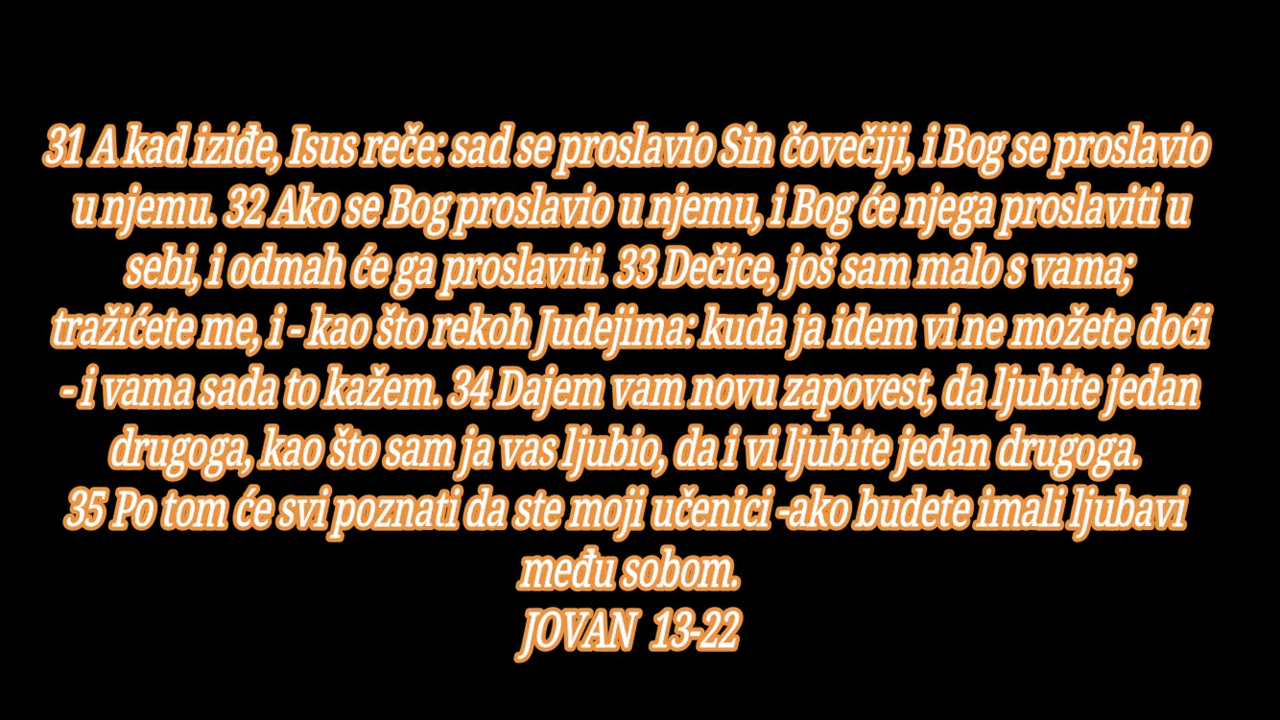 31 A kad iziđe, Isus reče: sad se proslavio Sin čovečiji, i Bog se proslavio
u njemu. 32 Ako se Bog proslavio u njemu, i Bog će njega proslaviti u
sebi, i odmah će ga proslaviti. 33 Dečice, još sam malo s vama;
tražićete me, i - kao što rekoh Judejima: kuda ja idem vi ne možete doći
- i vama sada to kažem. 34 Dajem vam novu zapovest, da ljubite jedan
drugoga, kao što sam ja vas ljubio, da i vi ljubite jedan drugoga.
35 Po tom će svi poznati da ste moji učenici -ako budete imali ljubavi
među sobom.
JOVAN 13-22